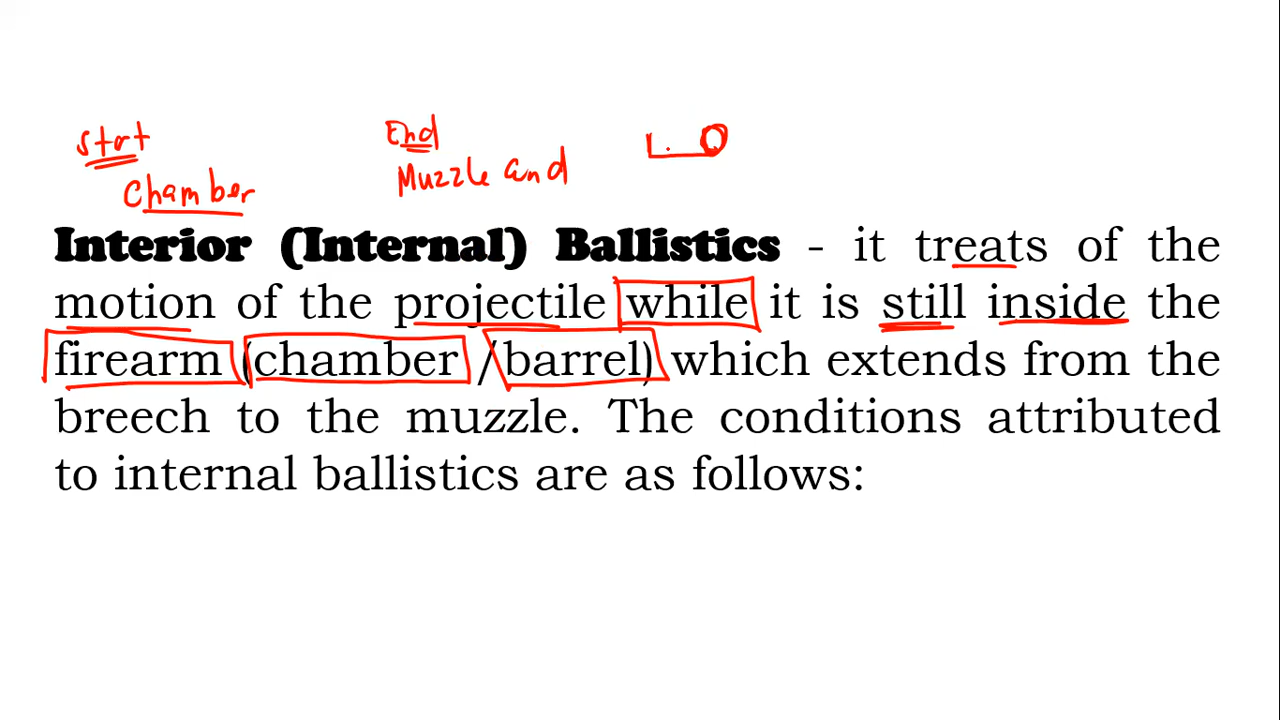 Start
End
Chamber
Muzzle and
Interior (Internal) Ballistics - it treats of the
motion of the projectile while it is still inside the
firearm (chamber /barrel) which extends from the
breech to the muzzle. The conditions attributed
to internal ballistics are as follows: